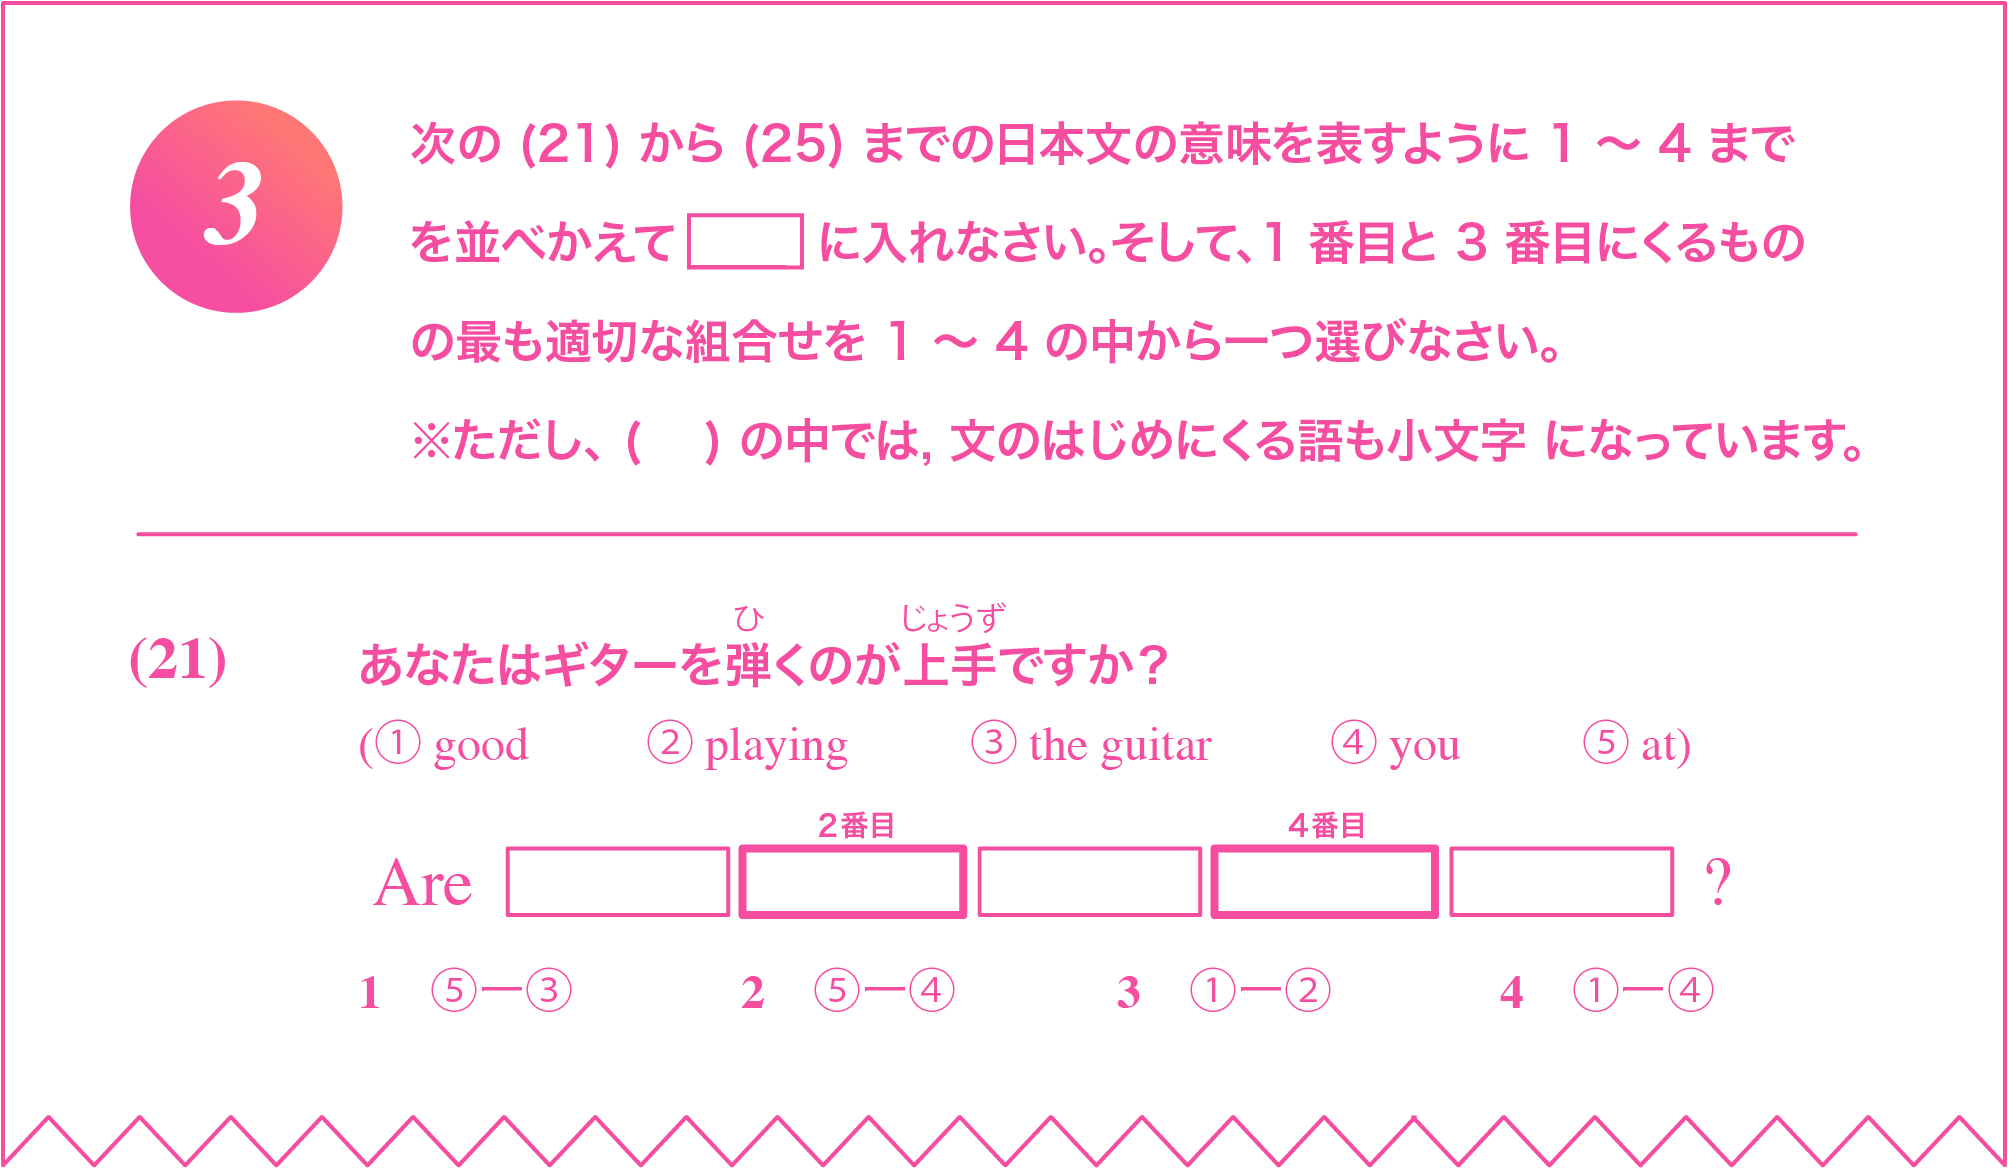 3
次の (21) から (25) までの日本文の意味を表すように 1 ～ 4 まで
を並べかえて に入れなさい。そして、1 番目と 3 番目にくるもの
の最も適切な組合せを 1 ～ 4 の中から一つ選びなさい。
※ただし、( ) の中では, 文のはじめにくる語も小文字 になっています。
ひ じょうず
(21) あなたはギターを弾くのが上手ですか？
(① good ② playing ③ the guitar ④ you ⑤ at)
2番目 4番目
Are ?
1 ⑤―③ 2 ⑤―④ 3 ①―② 4 ①―④